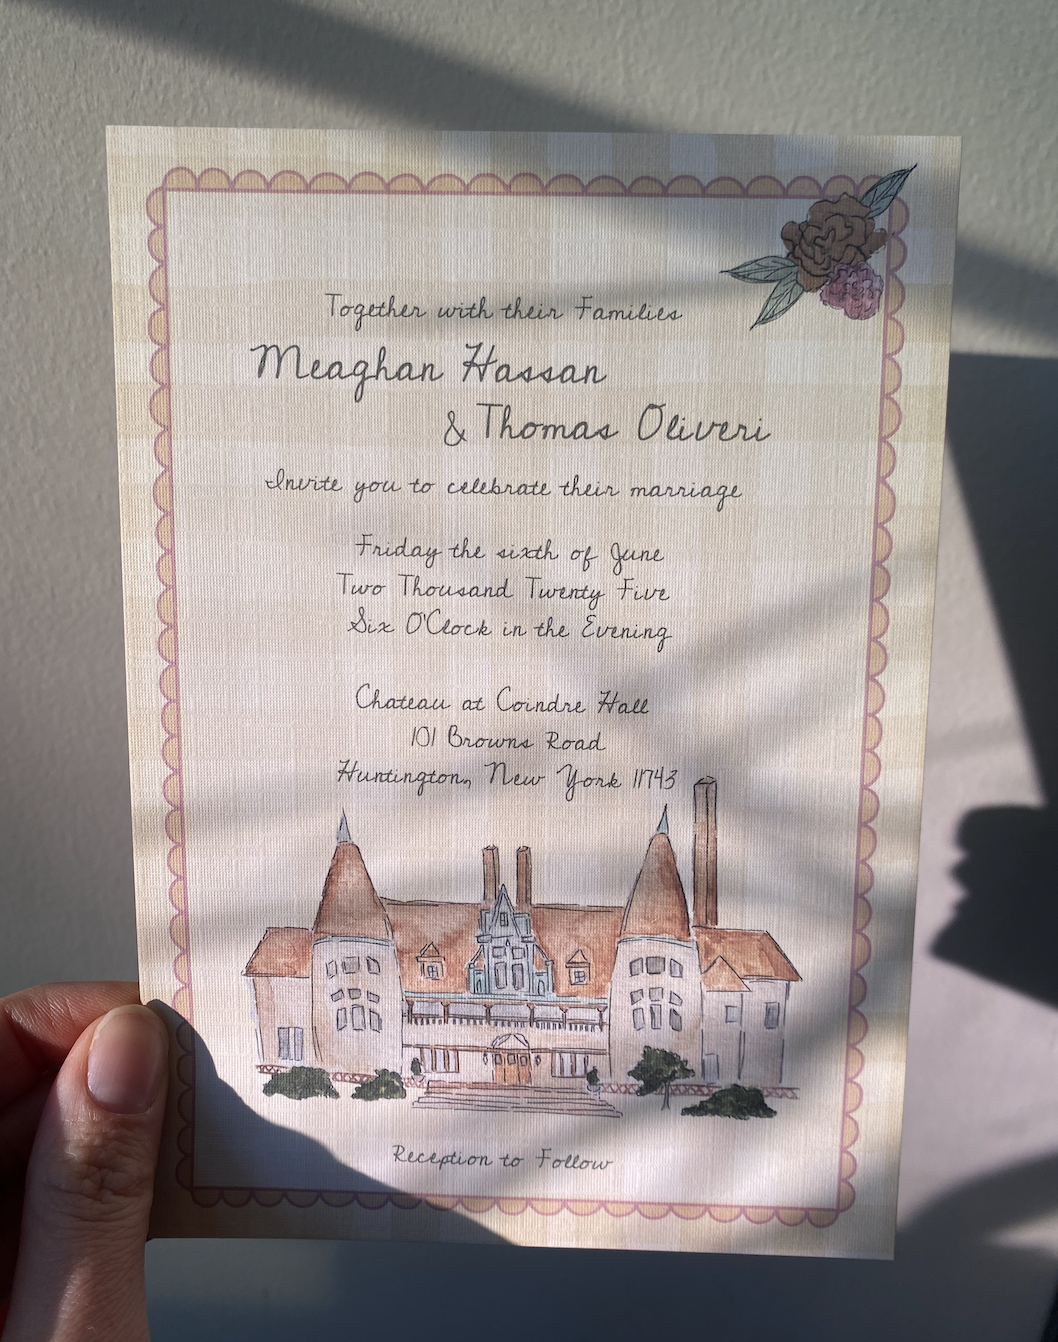 Together with their Families
Meaghan Hassan
& Thomas Oliveri
Invite you to celebrate their marriage
Friday the sixth of June
Two Thousand Twenty Five
Six O'Clock in the Evening
Chateau at Coindre Hall
101 Browns Road
Huntington, New York 11743
Reception to Follow